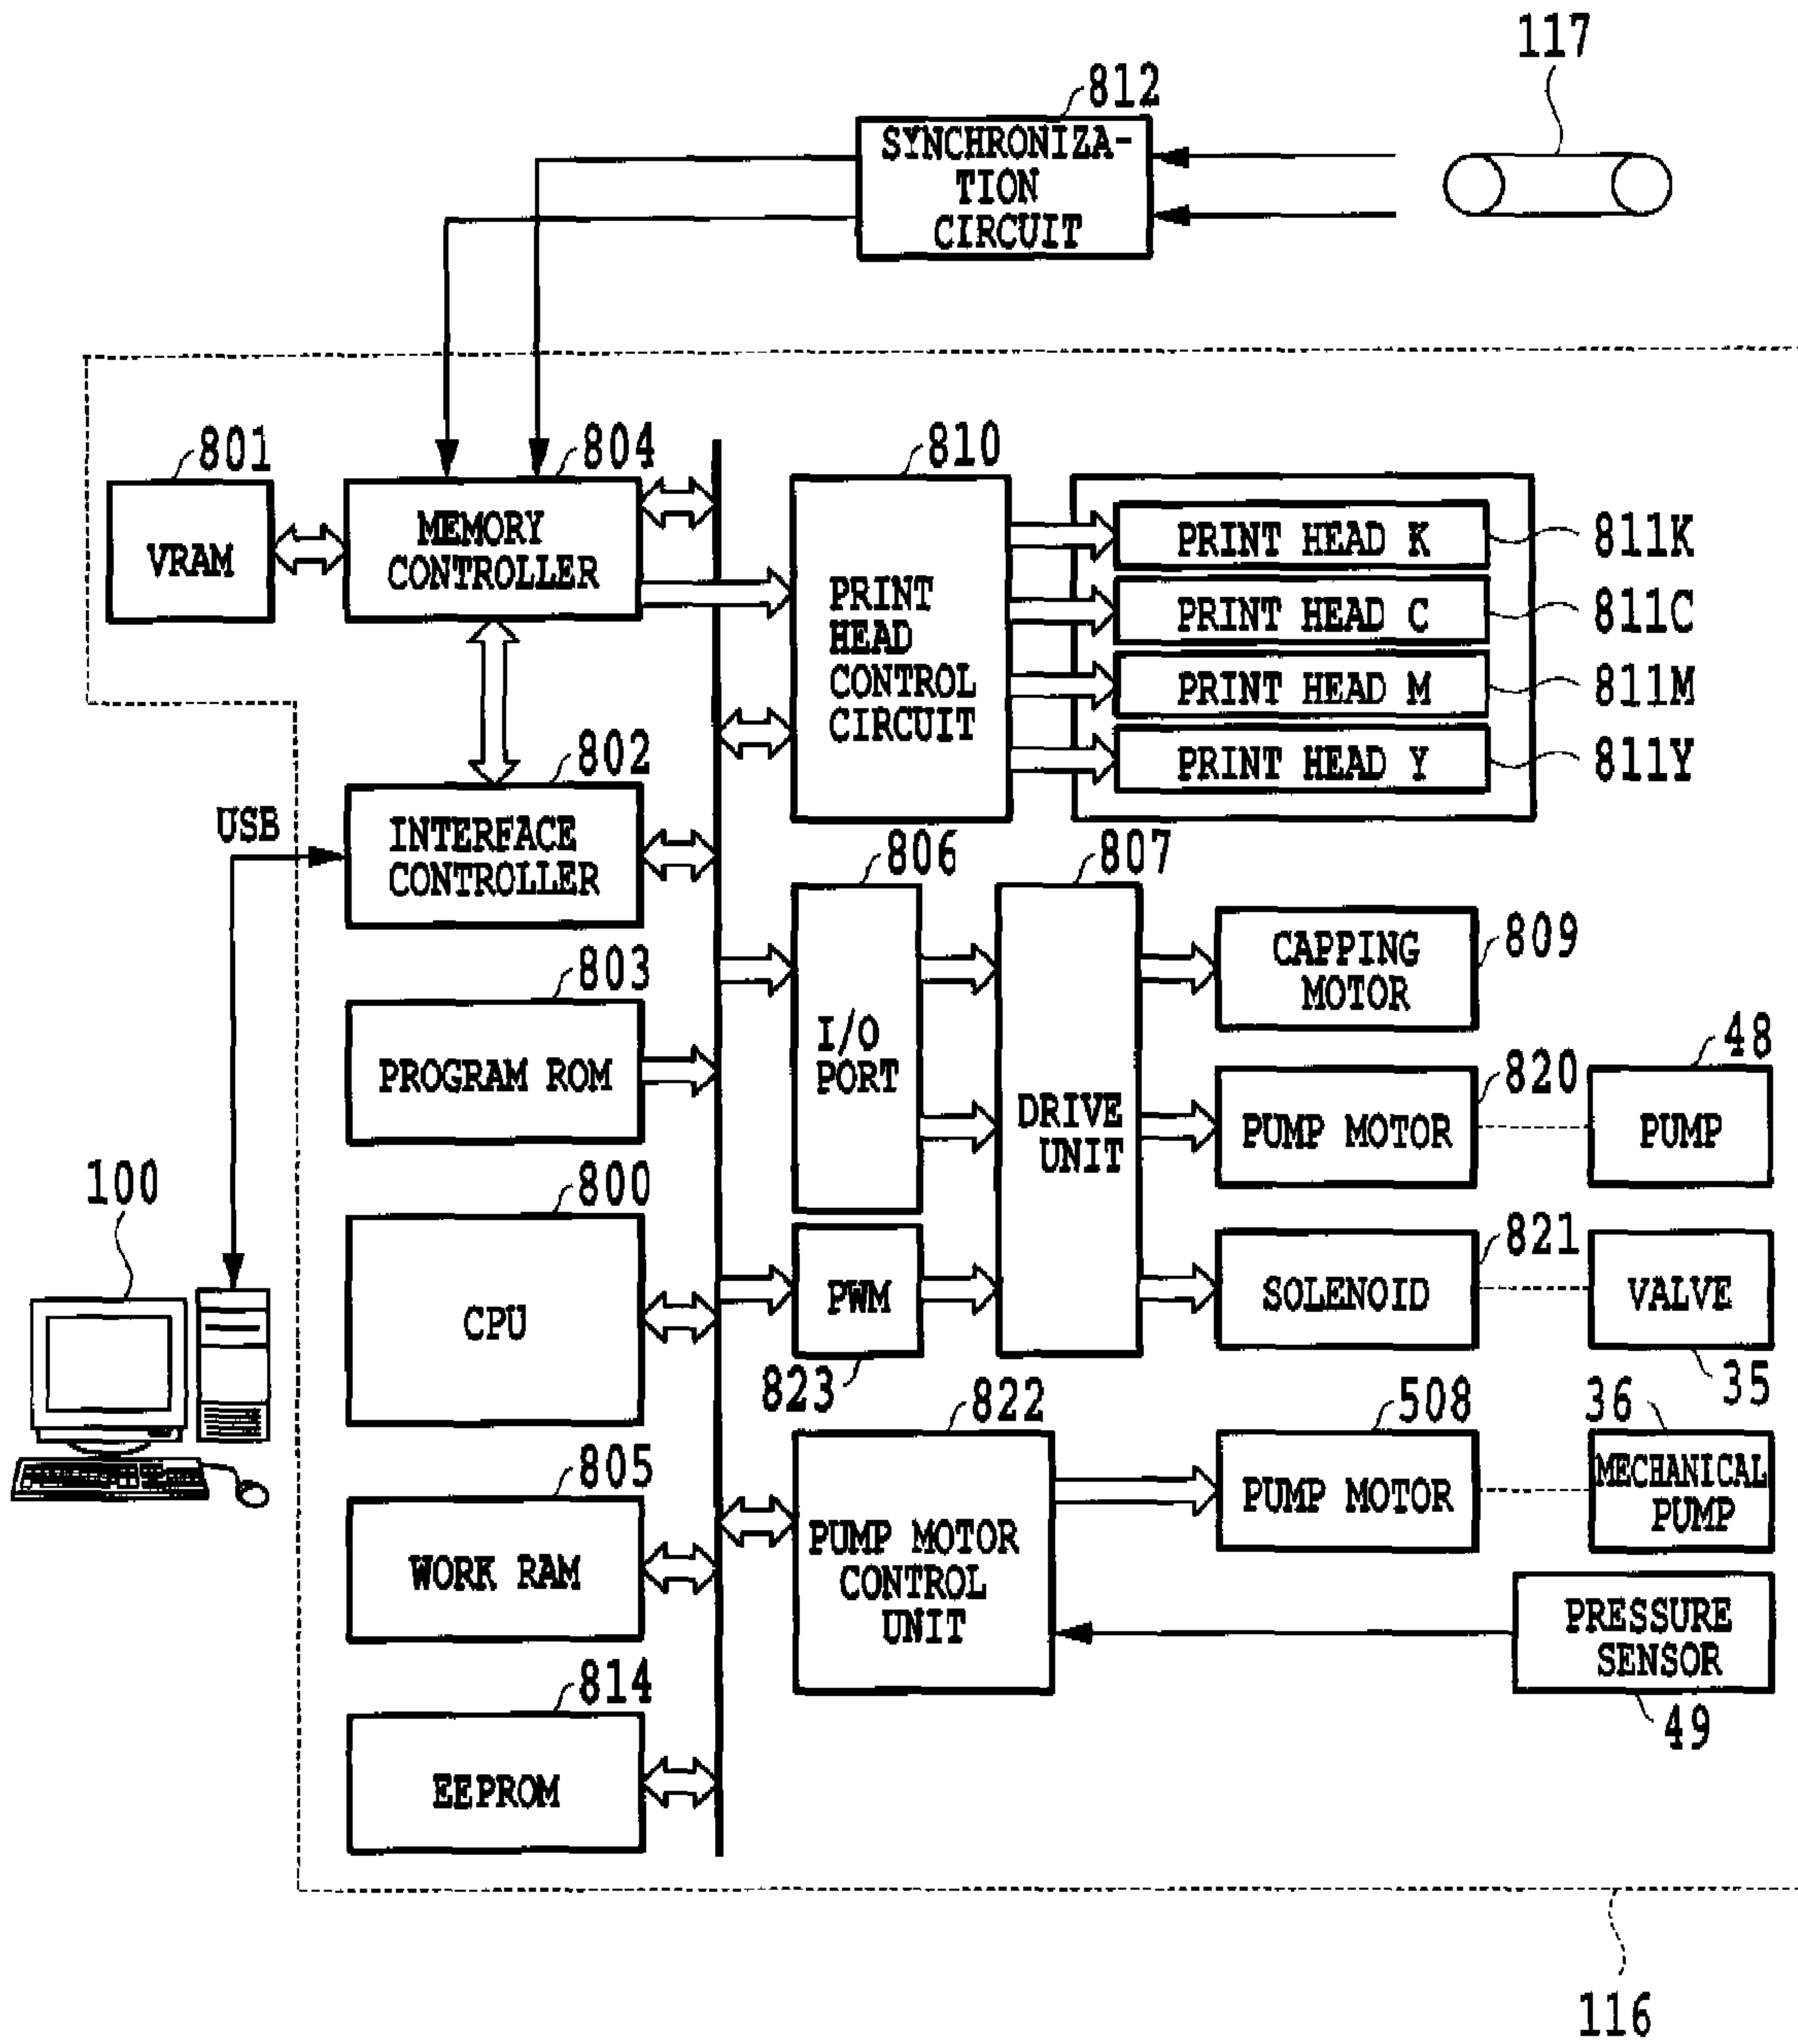 117
812
SYNCHRONIZA-
TION
CIRCUIT
801
804
810
VRAM
MEMORY
CONTROLLER
PRINT
HEAD
CONTROL
CIRCUIT
PRINT HEAD K
811K
PRINT HEAD C
811C
PRINT HEAD M
811M
PRINT HEAD Y
811Y
802
USB
INTERFACE
CONTROLLER
806
807
I/O
PORT
DRIVE
UNIT
CAPPING
MOTOR
809
803
PROGRAM ROM
PUMP MOTOR
820
48
PUMP
100
800
CPU
PWM
823
SOLENOID
821
VALVE
35
822
508
36
PUMP MOTOR
CONTROL
UNIT
PUMP MOTOR
MECHANICAL
PUMP
805
WORK RAM
PRESSURE
SENSOR
49
814
EEPROM
116